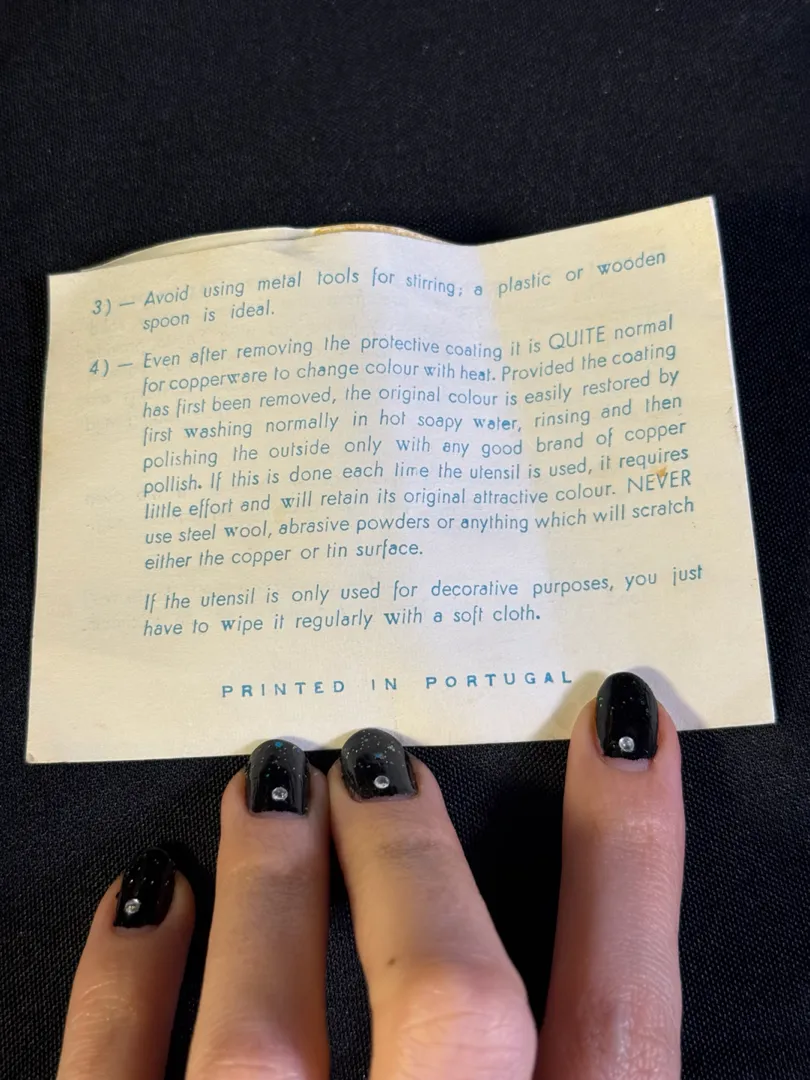 3) — Avoid using metal tools for stirring; a plastic or wooden
spoon is ideal.
4) — Even after removing the protective coating it is QUITE normal
for copperware to change colour with heat. Provided the coating
has first been removed, the original colour is easily restored by
first washing normally in hot soapy water, rinsing and then
polishing the outside only with any good brand of copper
pollish. If this is done each time the utensil is used, it requires
little effort and will retain its original attractive colour. NEVER
use steel wool, abrasive powders or anything which will scratch
either the copper or tin surface.
If the utensil is only used for decorative purposes, you just
have to wipe it regularly with a soft cloth.
PRINTED IN PORTUGAL